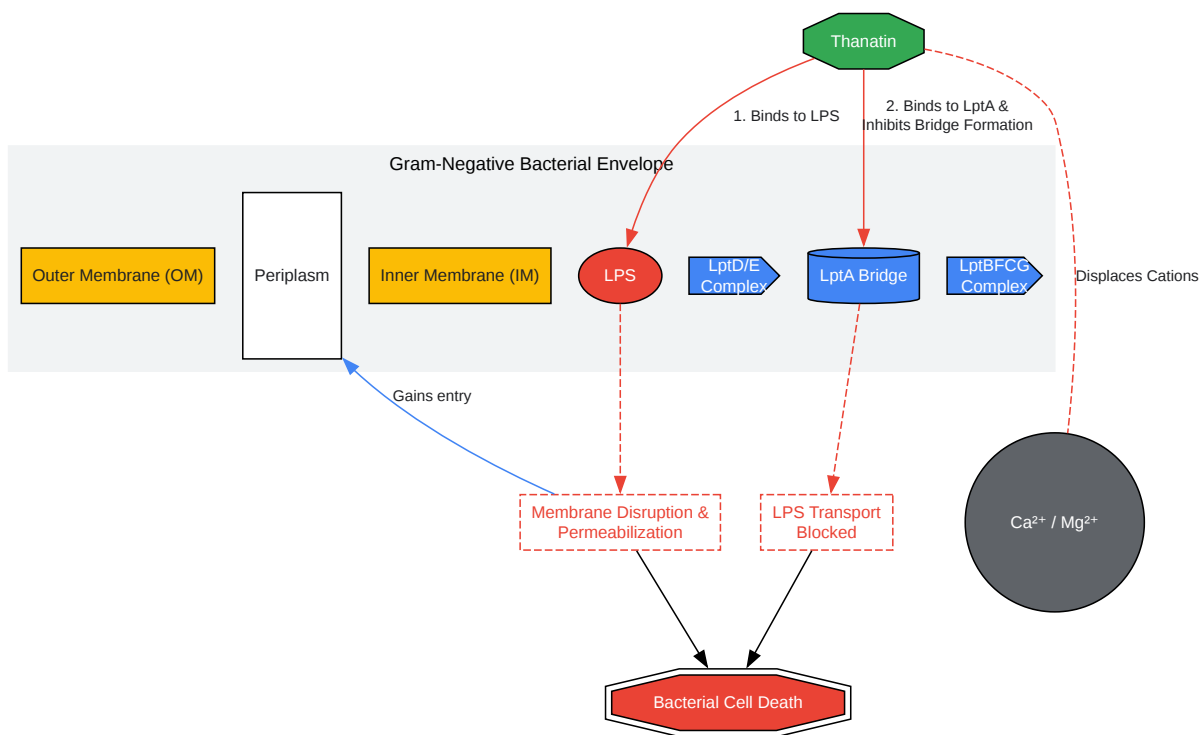 Thanatin
1. Binds to LPS
2. Binds to LptA &
Inhibits Bridge Formation
Gram-Negative Bacterial Envelope
Outer Membrane (OM)
Periplasm
Inner Membrane (IM)
LPS
LptD/E
Complex
LptA Bridge
LptBFCG
Complex
Displaces Cations
Gains entry
Membrane Disruption &
Permeabilization
LPS Transport
Blocked
Ca²⁺ / Mg²⁺
Bacterial Cell Death